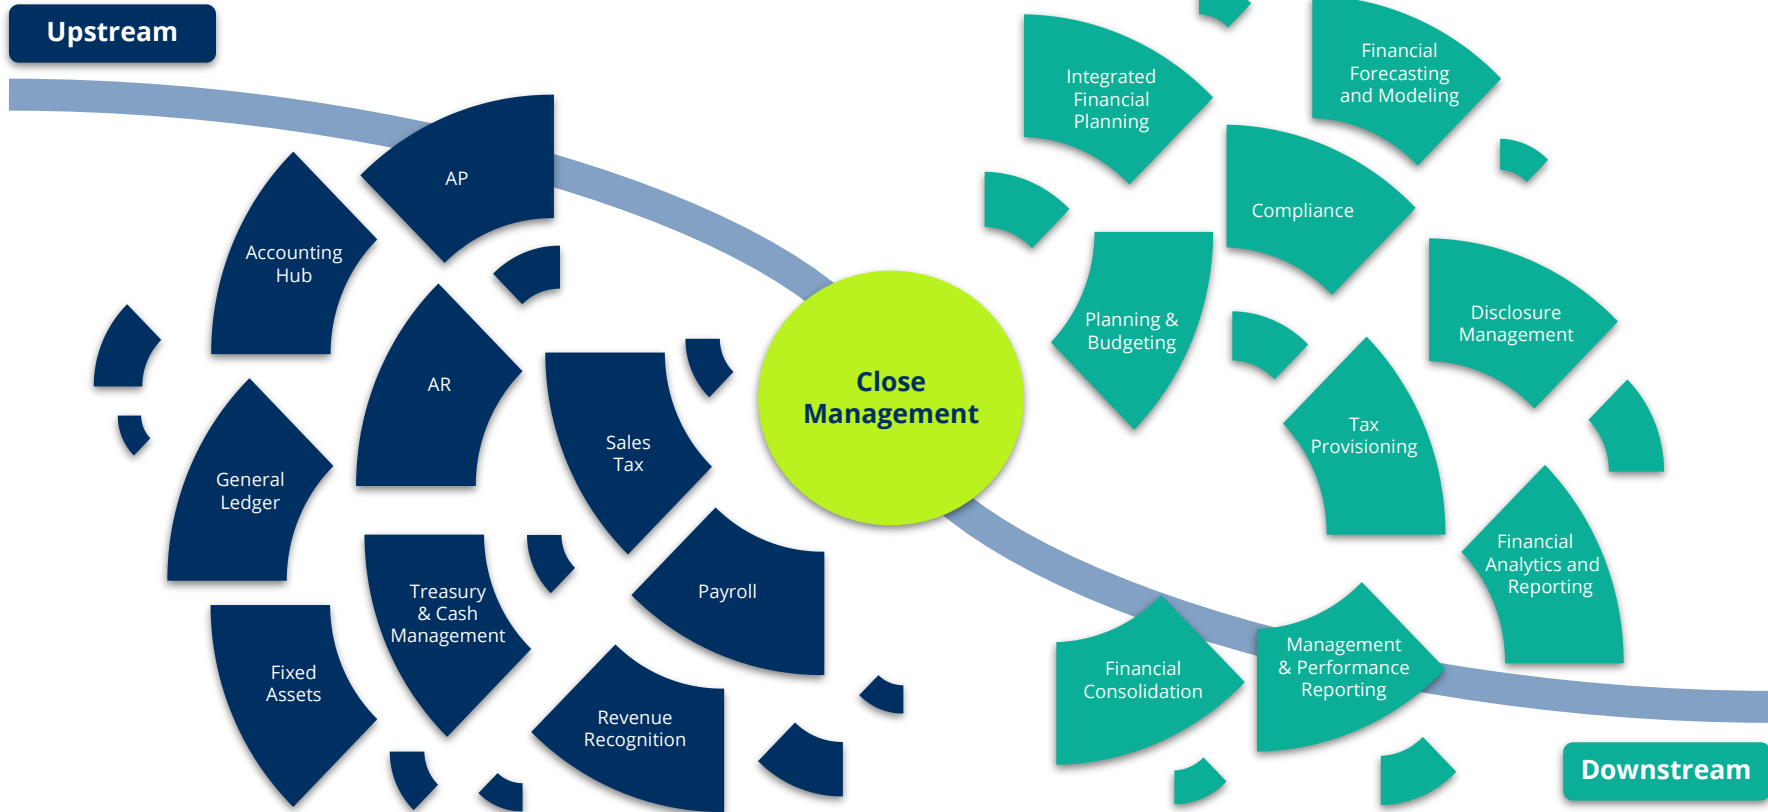 Upstream
AP
Accounting
Hub
AR
General
Ledger
Sales
Tax
Treasury
& Cash
Management
Payroll
Fixed
Assets
Revenue
Recognition
Close
Management
Integrated
Financial
Planning
Financial
Forecasting
and Modeling
Compliance
Planning &
Budgeting
Disclosure
Management
Tax
Provisioning
Financial
Analytics and
Reporting
Financial
Consolidation
Management
& Performance
Reporting
Downstream